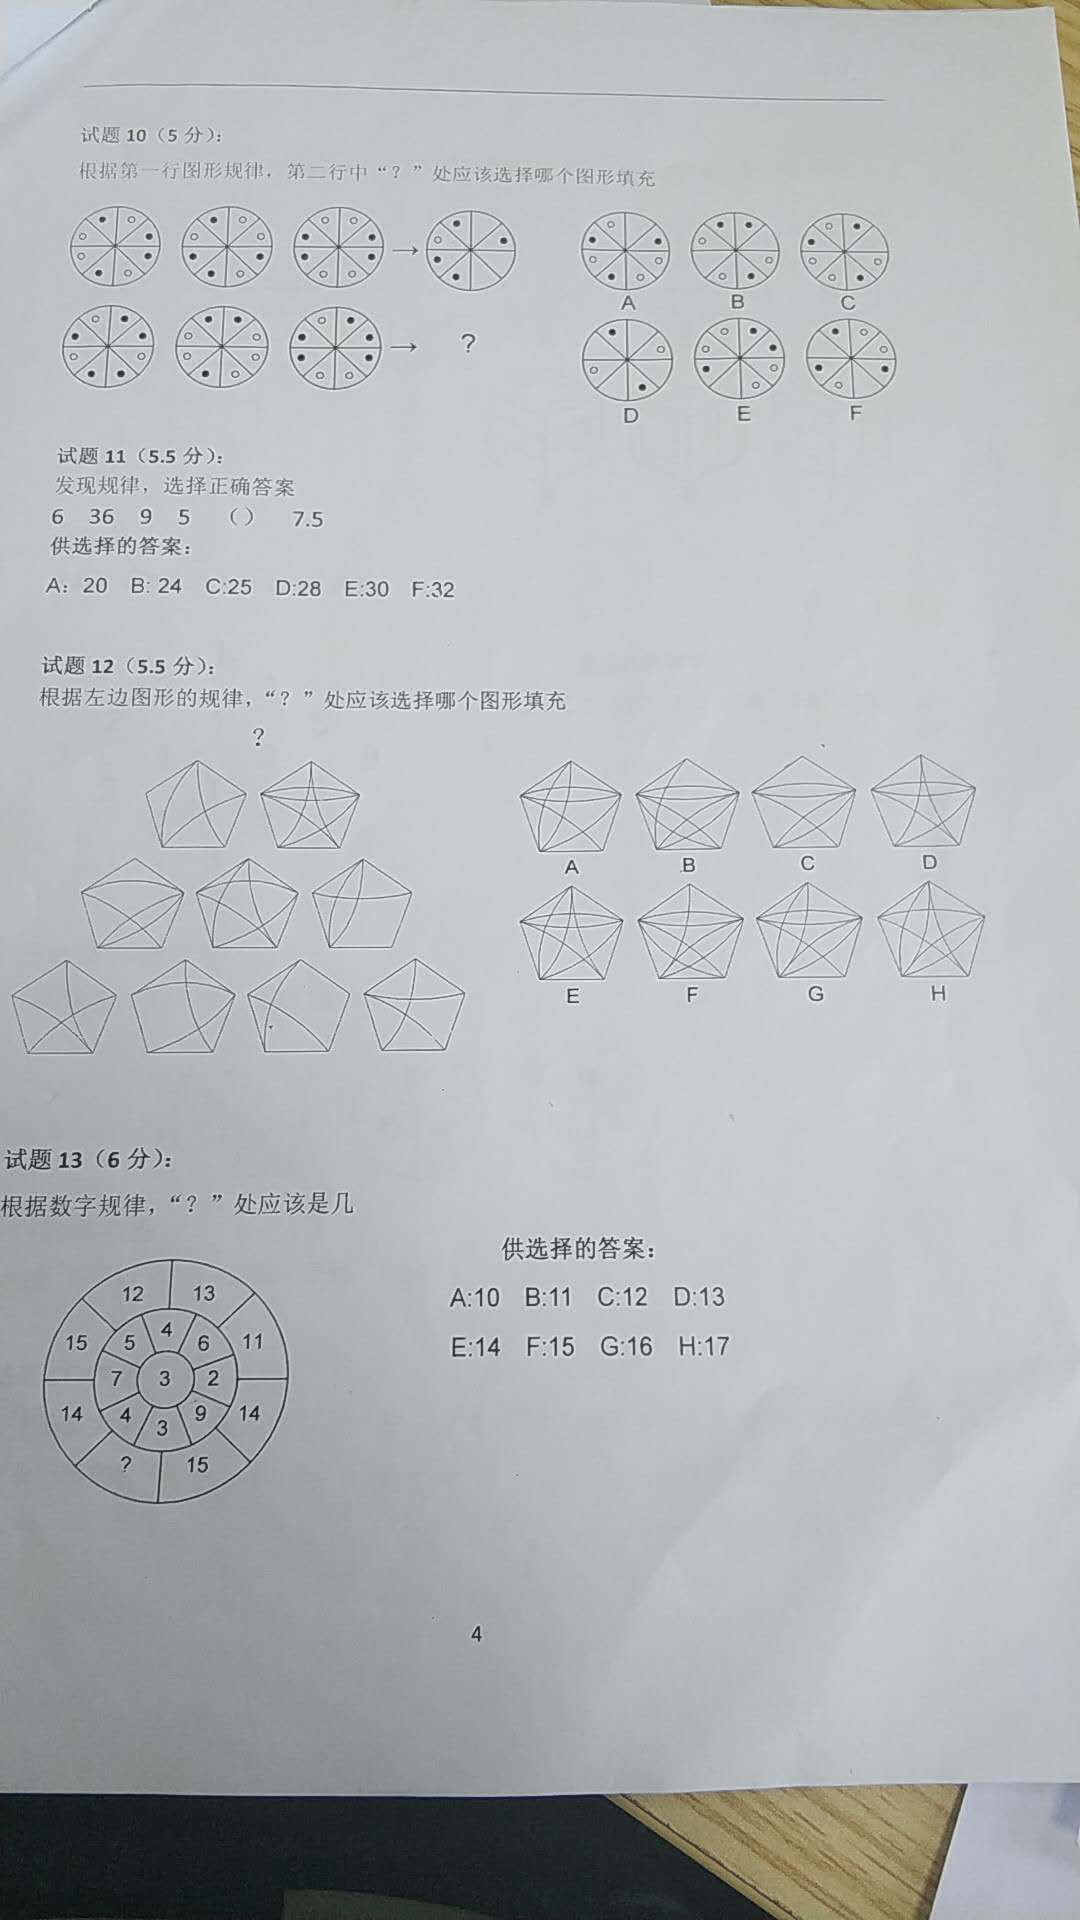 试题 10（5 分）：
根据第一行图形规律，第二行中“？”处应该选择哪个图形填充
A B C
?
D E F
试题 11（5.5 分）：
发现规律，选择正确答案
6 36 9 5 （） 7.5
供选择的答案：
A：20 B: 24 C:25 D:28 E:30 F:32
试题 12（5.5 分）：
根据左边图形的规律，“？”处应该选择哪个图形填充
?
A B C D
E F G H
试题 13（6 分）：
根据数字规律，“？”处应该是几
供选择的答案：
12 13
A:10 B:11 C:12 D:13
15 5 4 6 11
E:14 F:15 G:16 H:17
7 3 2
14 4 3 9 14
? 15
4